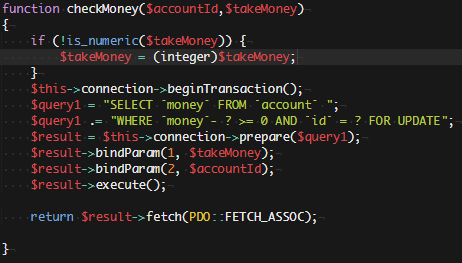 function checkMoney($accountId,$takeMoney)
{
    if (!is_numeric($takeMoney)) {
        $takeMoney = (integer)$takeMoney;
    }
    $this->connection->beginTransaction();
    $query1 = "SELECT `money` FROM `account` ";
    $query1 .= "WHERE `money`- ? >= 0 AND `id` = ? FOR UPDATE";
    $result = $this->connection->prepare($query1);
    $result->bindParam(1, $takeMoney);
    $result->bindParam(2, $accountId);
    $result->execute();
    return $result->fetch(PDO::FETCH_ASSOC);
}